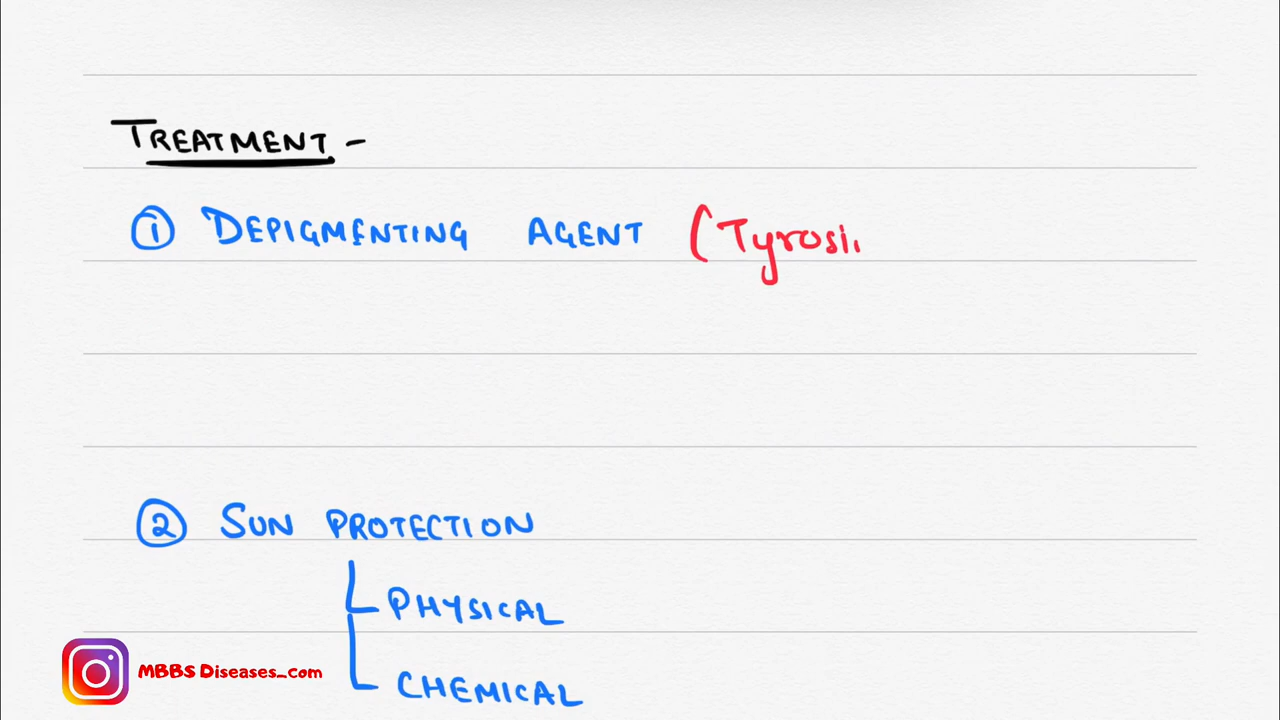 TREATMENT -
① DEPIGMENTING AGENT (Tyrosi
② SUN PROTECTION
PHYSICAL
CHEMICAL
MBBS Diseases_com